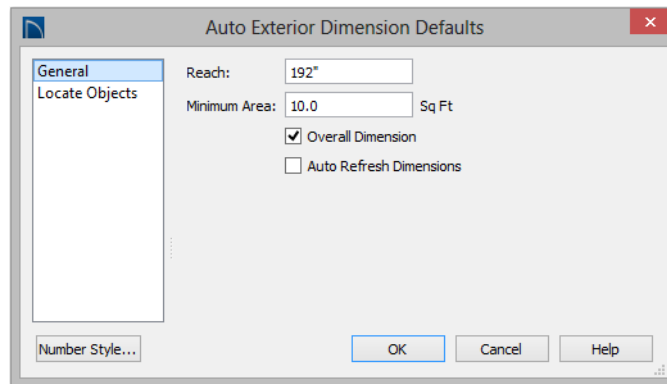 Auto Exterior Dimension Defaults
General
Locate Objects
Reach: 192"
Minimum Area: 10.0 Sq Ft
Overall Dimension
Auto Refresh Dimensions
Number Style... OK Cancel Help